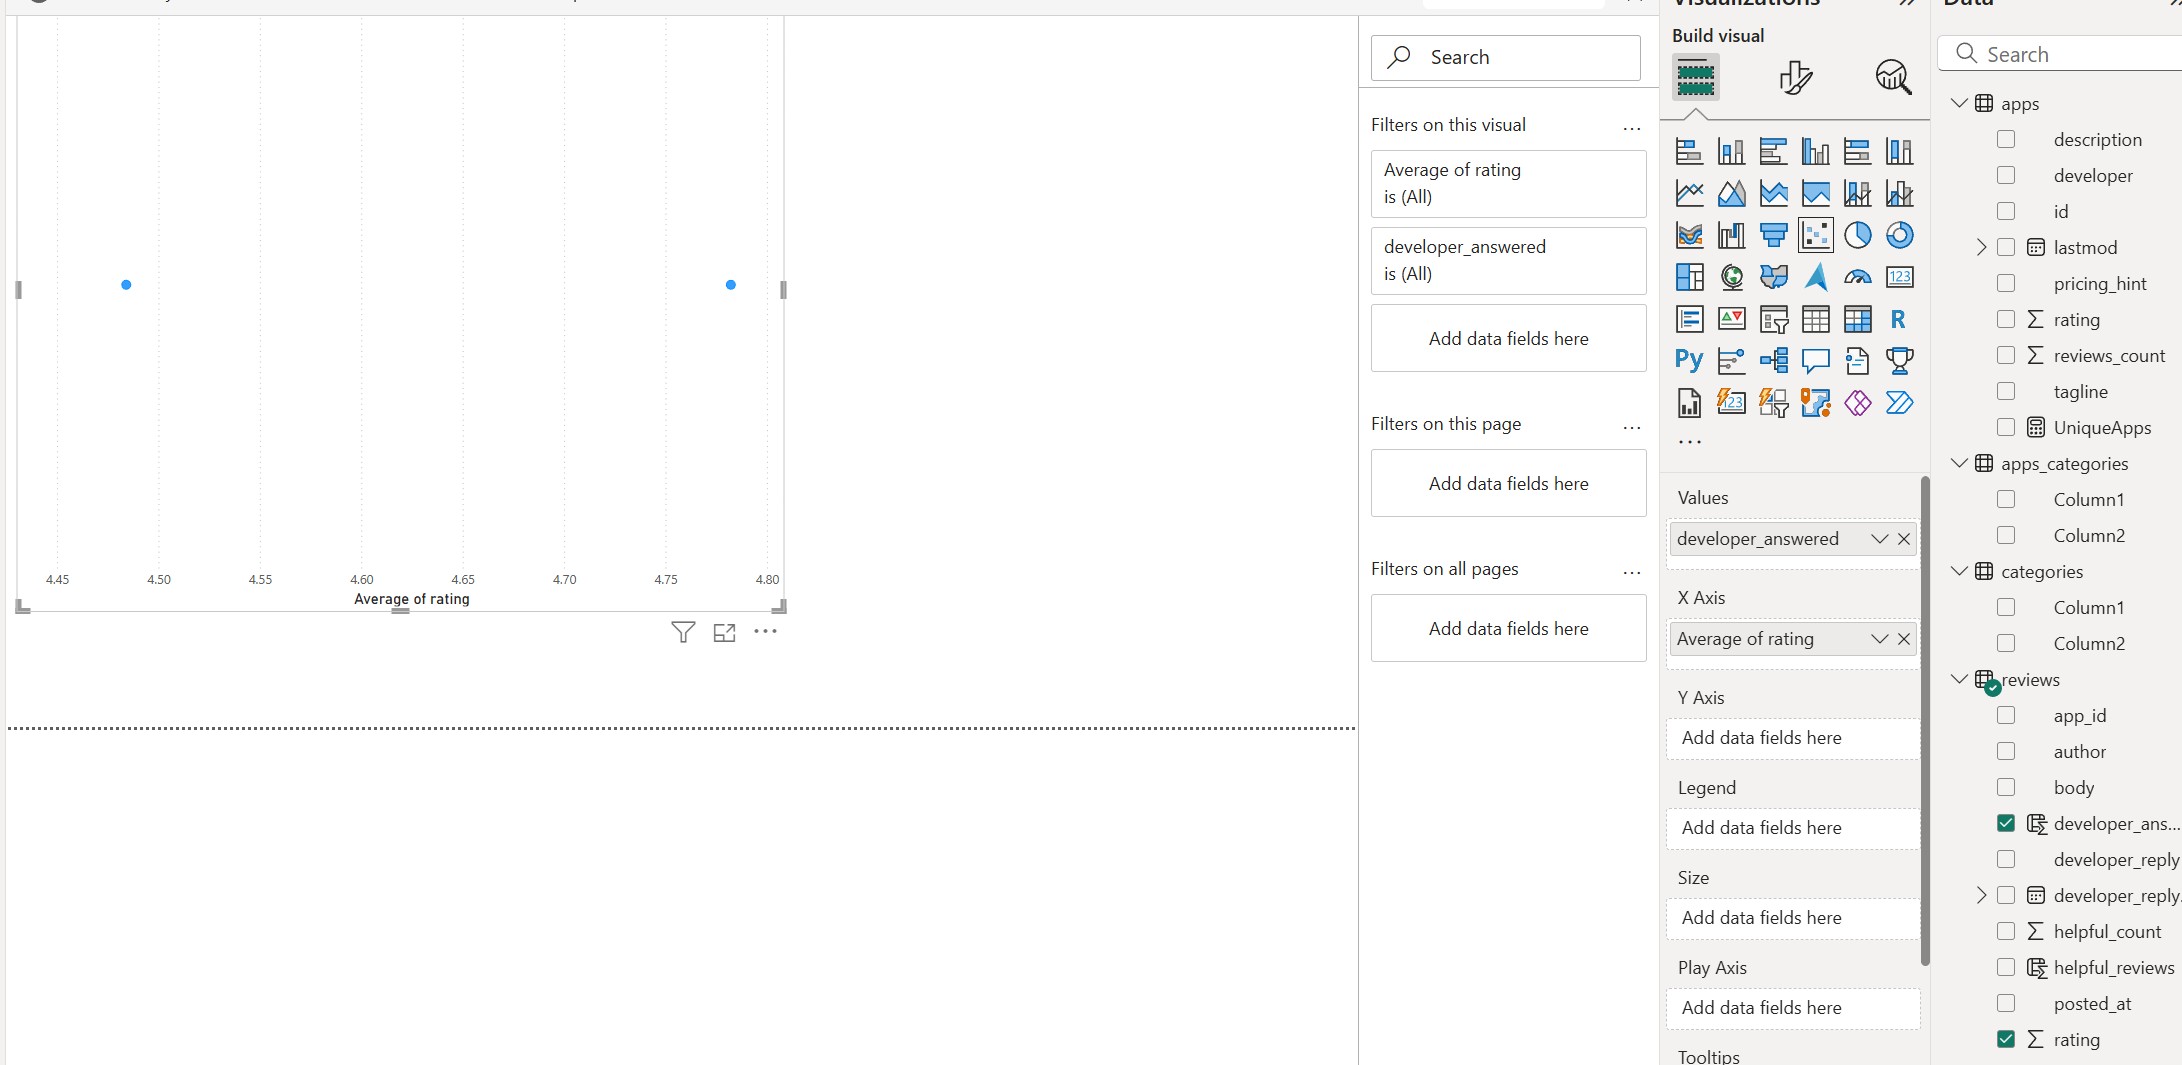 4.45 4.50 4.55 4.60 4.65 4.70 4.75 4.80
Average of rating
Search
Filters on this visual ...
Average of rating
is (All)
developer_answered
is (All)
Add data fields here
Filters on this page ...
Add data fields here
Filters on all pages ...
Add data fields here
Visualizations
Build visual
123
R
Py
123
...
Values
developer_answered
X Axis
Average of rating
Y Axis
Add data fields here
Legend
Add data fields here
Size
Add data fields here
Play Axis
Add data fields here
Tooltips
Data
Search
apps
description
developer
id
lastmod
pricing_hint
rating
reviews_count
tagline
UniqueApps
apps_categories
Column1
Column2
categories
Column1
Column2
reviews
app_id
author
body
developer_ans...
developer_reply
developer_reply.
helpful_count
helpful_reviews
posted_at
rating